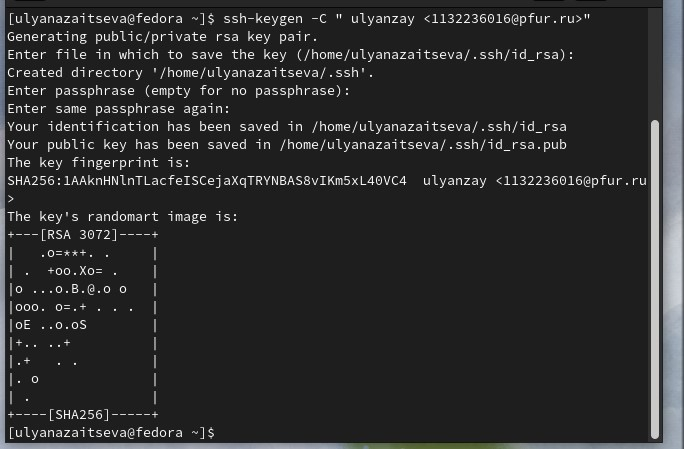 [ulyanazaitseva@fedora ~]$ ssh-keygen -C " ulyanzay <1132236016@pfur.ru>"
Generating public/private rsa key pair.
Enter file in which to save the key (/home/ulyanazaitseva/.ssh/id_rsa):
Created directory '/home/ulyanazaitseva/.ssh'.
Enter passphrase (empty for no passphrase):
Enter same passphrase again:
Your identification has been saved in /home/ulyanazaitseva/.ssh/id_rsa
Your public key has been saved in /home/ulyanazaitseva/.ssh/id_rsa.pub
The key fingerprint is:
SHA256:1AAknHNlnTLacfeISCejaXqTRYNBAS8vIKm5xL40VC4  ulyanzay <1132236016@pfur.ru
>
The key's randomart image is:
+---[RSA 3072]----+
|   .o=**+. .     |
| .  +oo.Xo= .    |
|o ...o.B.@.o o   |
|ooo. o=.+ . . .  |
|oE ..o.oS        |
|+.. ..+          |
|.+   . .         |
|. o              |
| .               |
+----[SHA256]-----+
[ulyanazaitseva@fedora ~]$